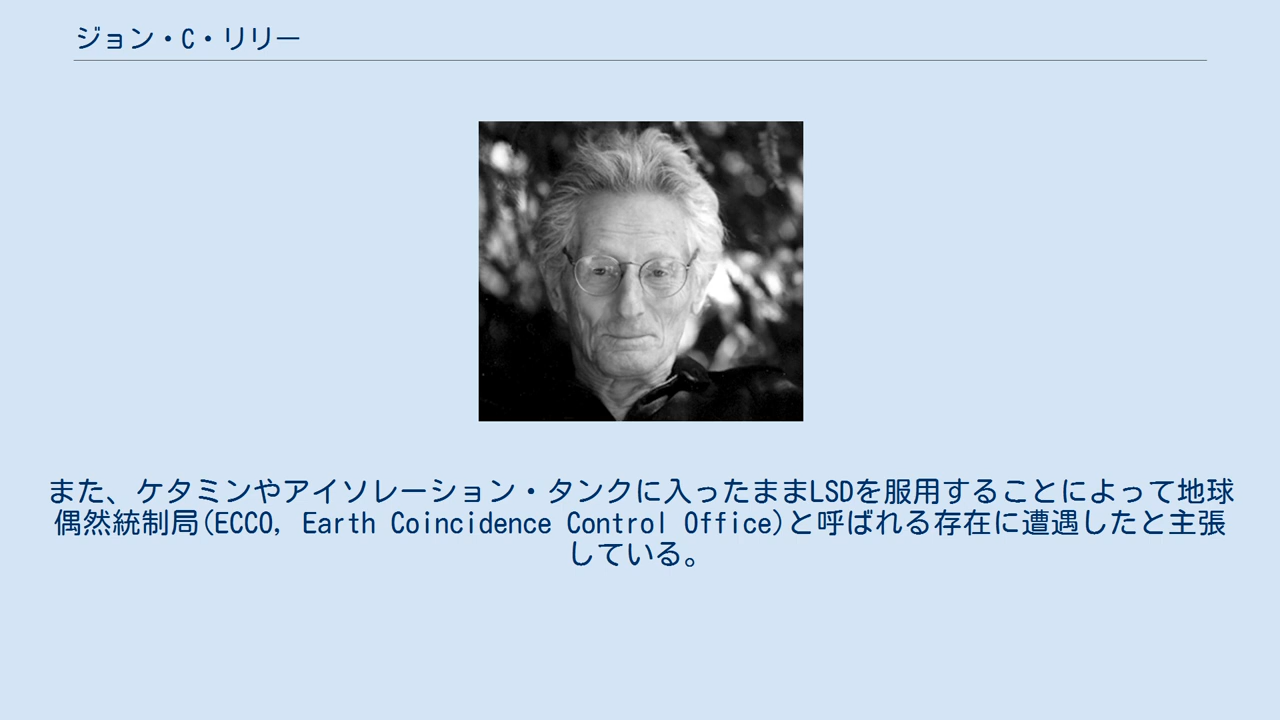 ジョン・C・リリー
また、ケタミンやアイソレーション・タンクに入ったままLSDを服用することによって地球
偶然統制局(ECCO, Earth Coincidence Control Office)と呼ばれる存在に遭遇したと主張
している。